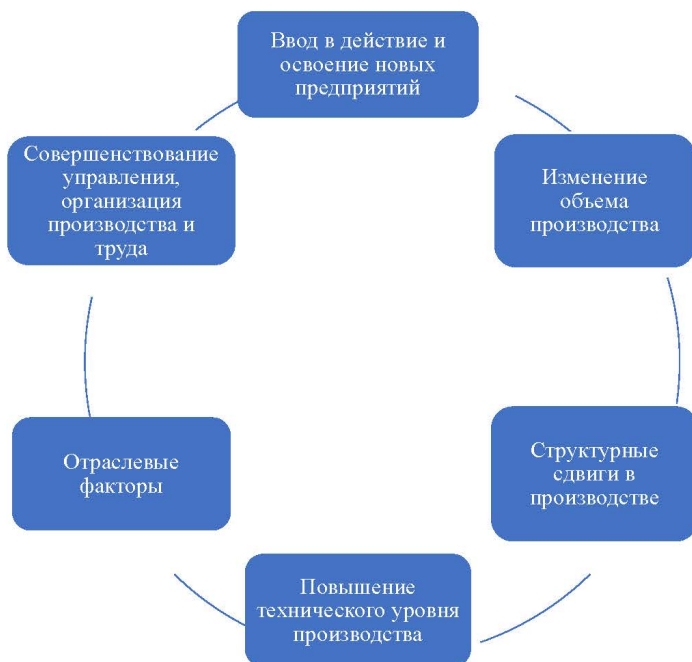 Ввод в действие и
освоение новых
предприятий
Изменение
объема
производства
Структурные
сдвиги в
производстве
Повышение
технического уровня
производства
Отраслевые
факторы
Совершенствование
управления,
организация
производства и
труда